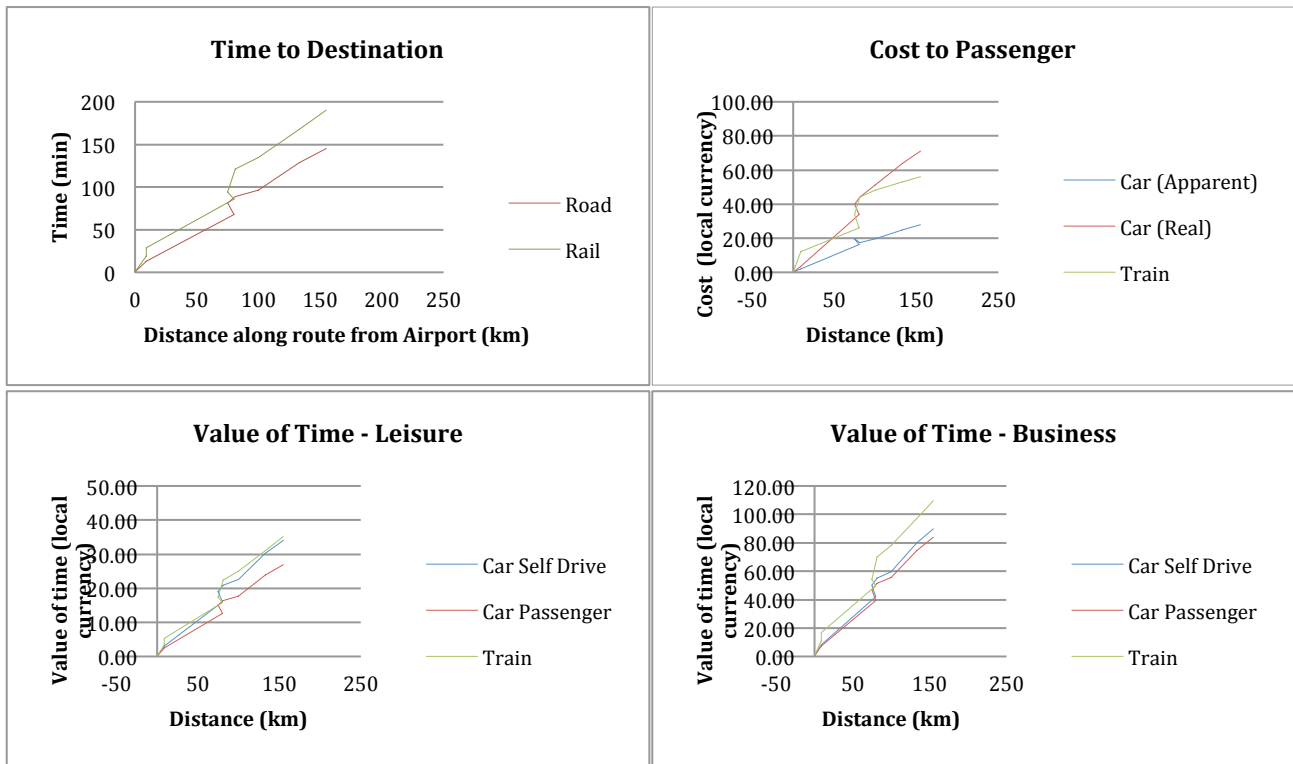 Time to Destination
Time (min)
200
150
100
50
0
0 50 100 150 200 250
Distance along route from Airport (km)
Road
Rail
Cost to Passenger
Cost (local currency)
100.00
80.00
60.00
40.00
20.00
0.00
-50 50 150 250
Distance (km)
Car (Apparent)
Car (Real)
Train
Value of Time - Leisure
Value of time (local
currency)
50.00
40.00
30.00
20.00
10.00
0.00
-50 50 150 250
Distance (km)
Car Self Drive
Car Passenger
Train
Value of Time - Business
Value of time (local
currency)
120.00
100.00
80.00
60.00
40.00
20.00
0.00
-50 50 150 250
Distance (km)
Car Self Drive
Car Passenger
Train